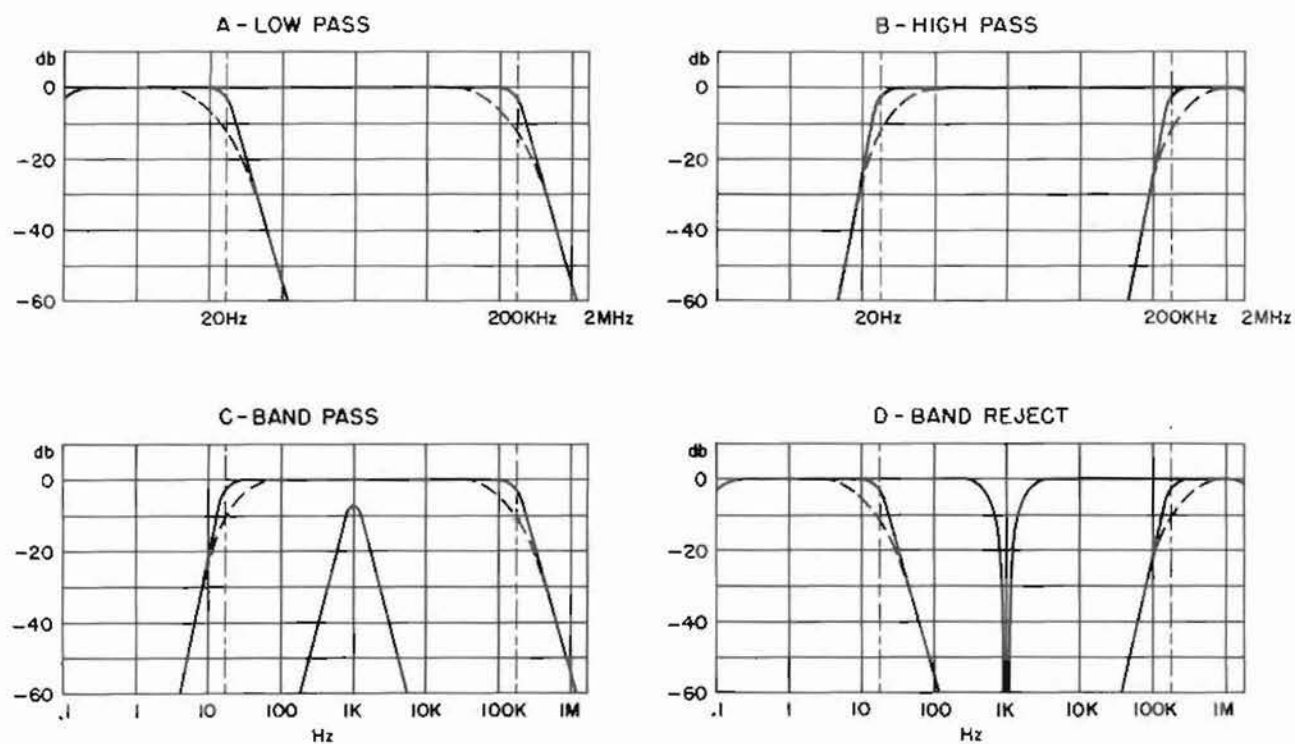 A - LOW PASS
db
0
-20
-40
-60
20Hz
200KHz
2MHz
B - HIGH PASS
db
0
-20
-40
-60
20Hz
200KHz
2MHz
C - BAND PASS
db
0
-20
-40
-60
.1
1
10
100
1K
10K
100K
1M
Hz
D - BAND REJECT
db
0
-20
-40
-60
.1
1
10
100
1K
10K
100K
1M
Hz